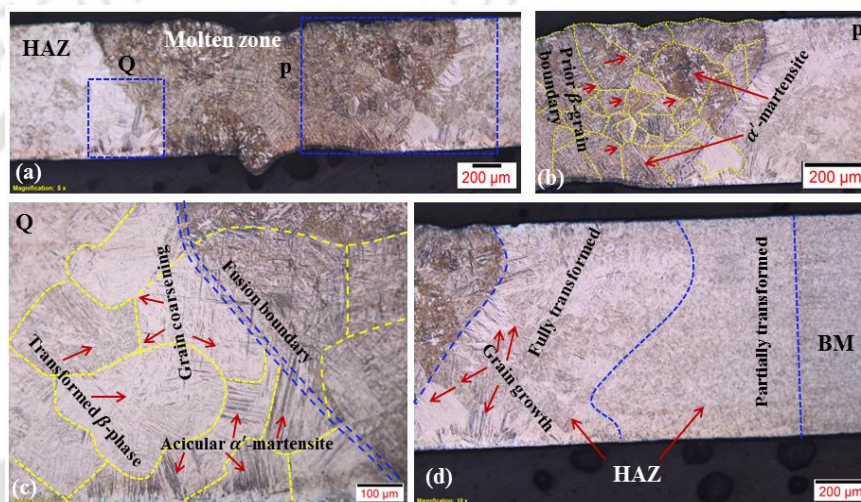 HAZ
Molten zone
Q
p
(a)
200 μm
Magnification: 5 x
p
Prior β-grain
boundary
α′-martensite
(b)
200 μm
Q
Grain coarsening
Fusion boundary
Transformed β-phase
Acicular α′-martensite
(c)
100 μm
Fully transformed
Partially transformed
BM
Grain growth
HAZ
(d)
Magnification: 10 x
200 μm